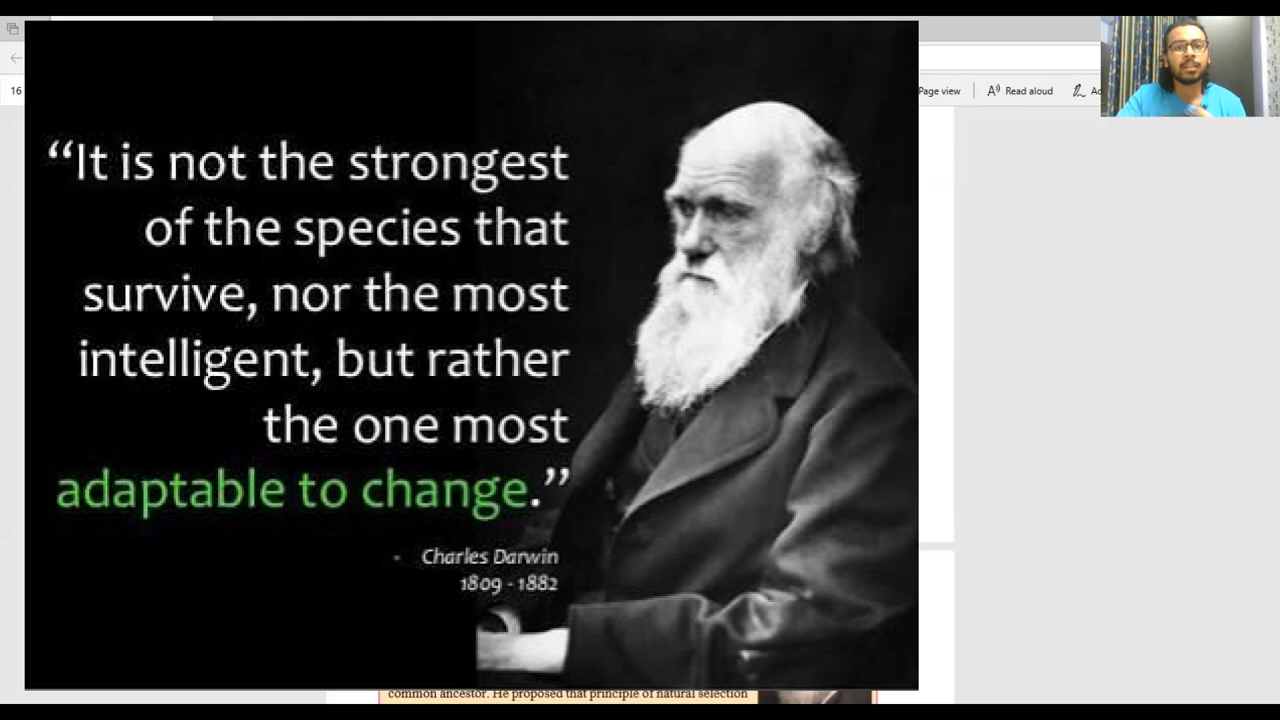 16
Page view
Read aloud
“It is not the strongest
of the species that
survive, nor the most
intelligent, but rather
the one most
adaptable to change.”
- Charles Darwin
1809 - 1882
common ancestor. He proposed that principle of natural selection